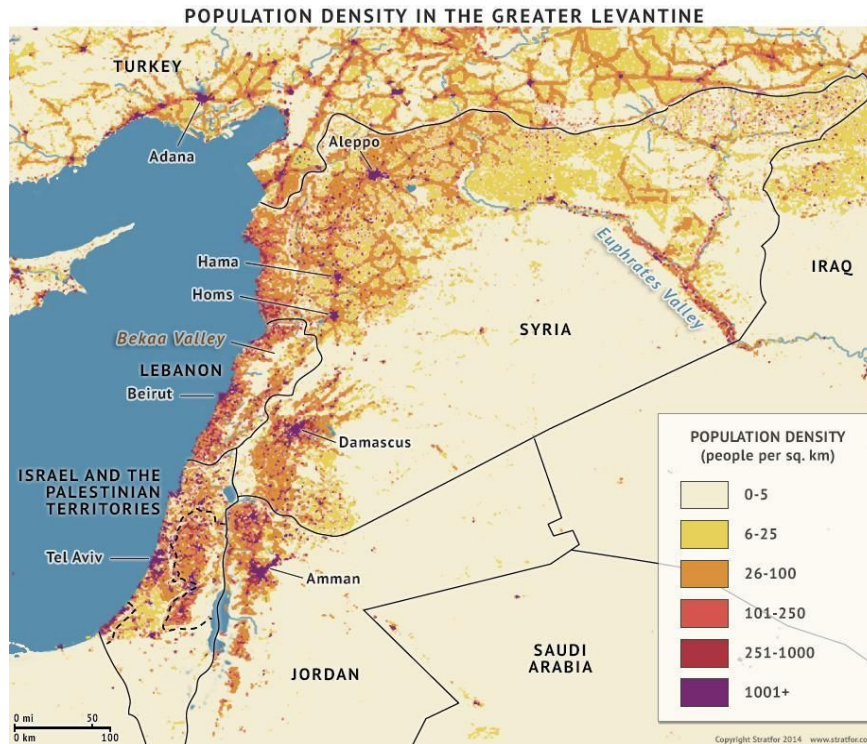 POPULATION DENSITY IN THE GREATER LEVANTINE
TURKEY
Adana
Aleppo
Hama
Euphrates Valley
IRAQ
Homs
SYRIA
Bekaa Valley
LEBANON
Beirut
Damascus
ISRAEL AND THE
PALESTINIAN
TERRITORIES
Tel Aviv
Amman
JORDAN
SAUDI
ARABIA
POPULATION DENSITY
(people per sq. km)
0-5
6-25
26-100
101-250
251-1000
1001+
0 mi 50
0 km 100
Copyright Stratfor 2014 www.stratfor.co